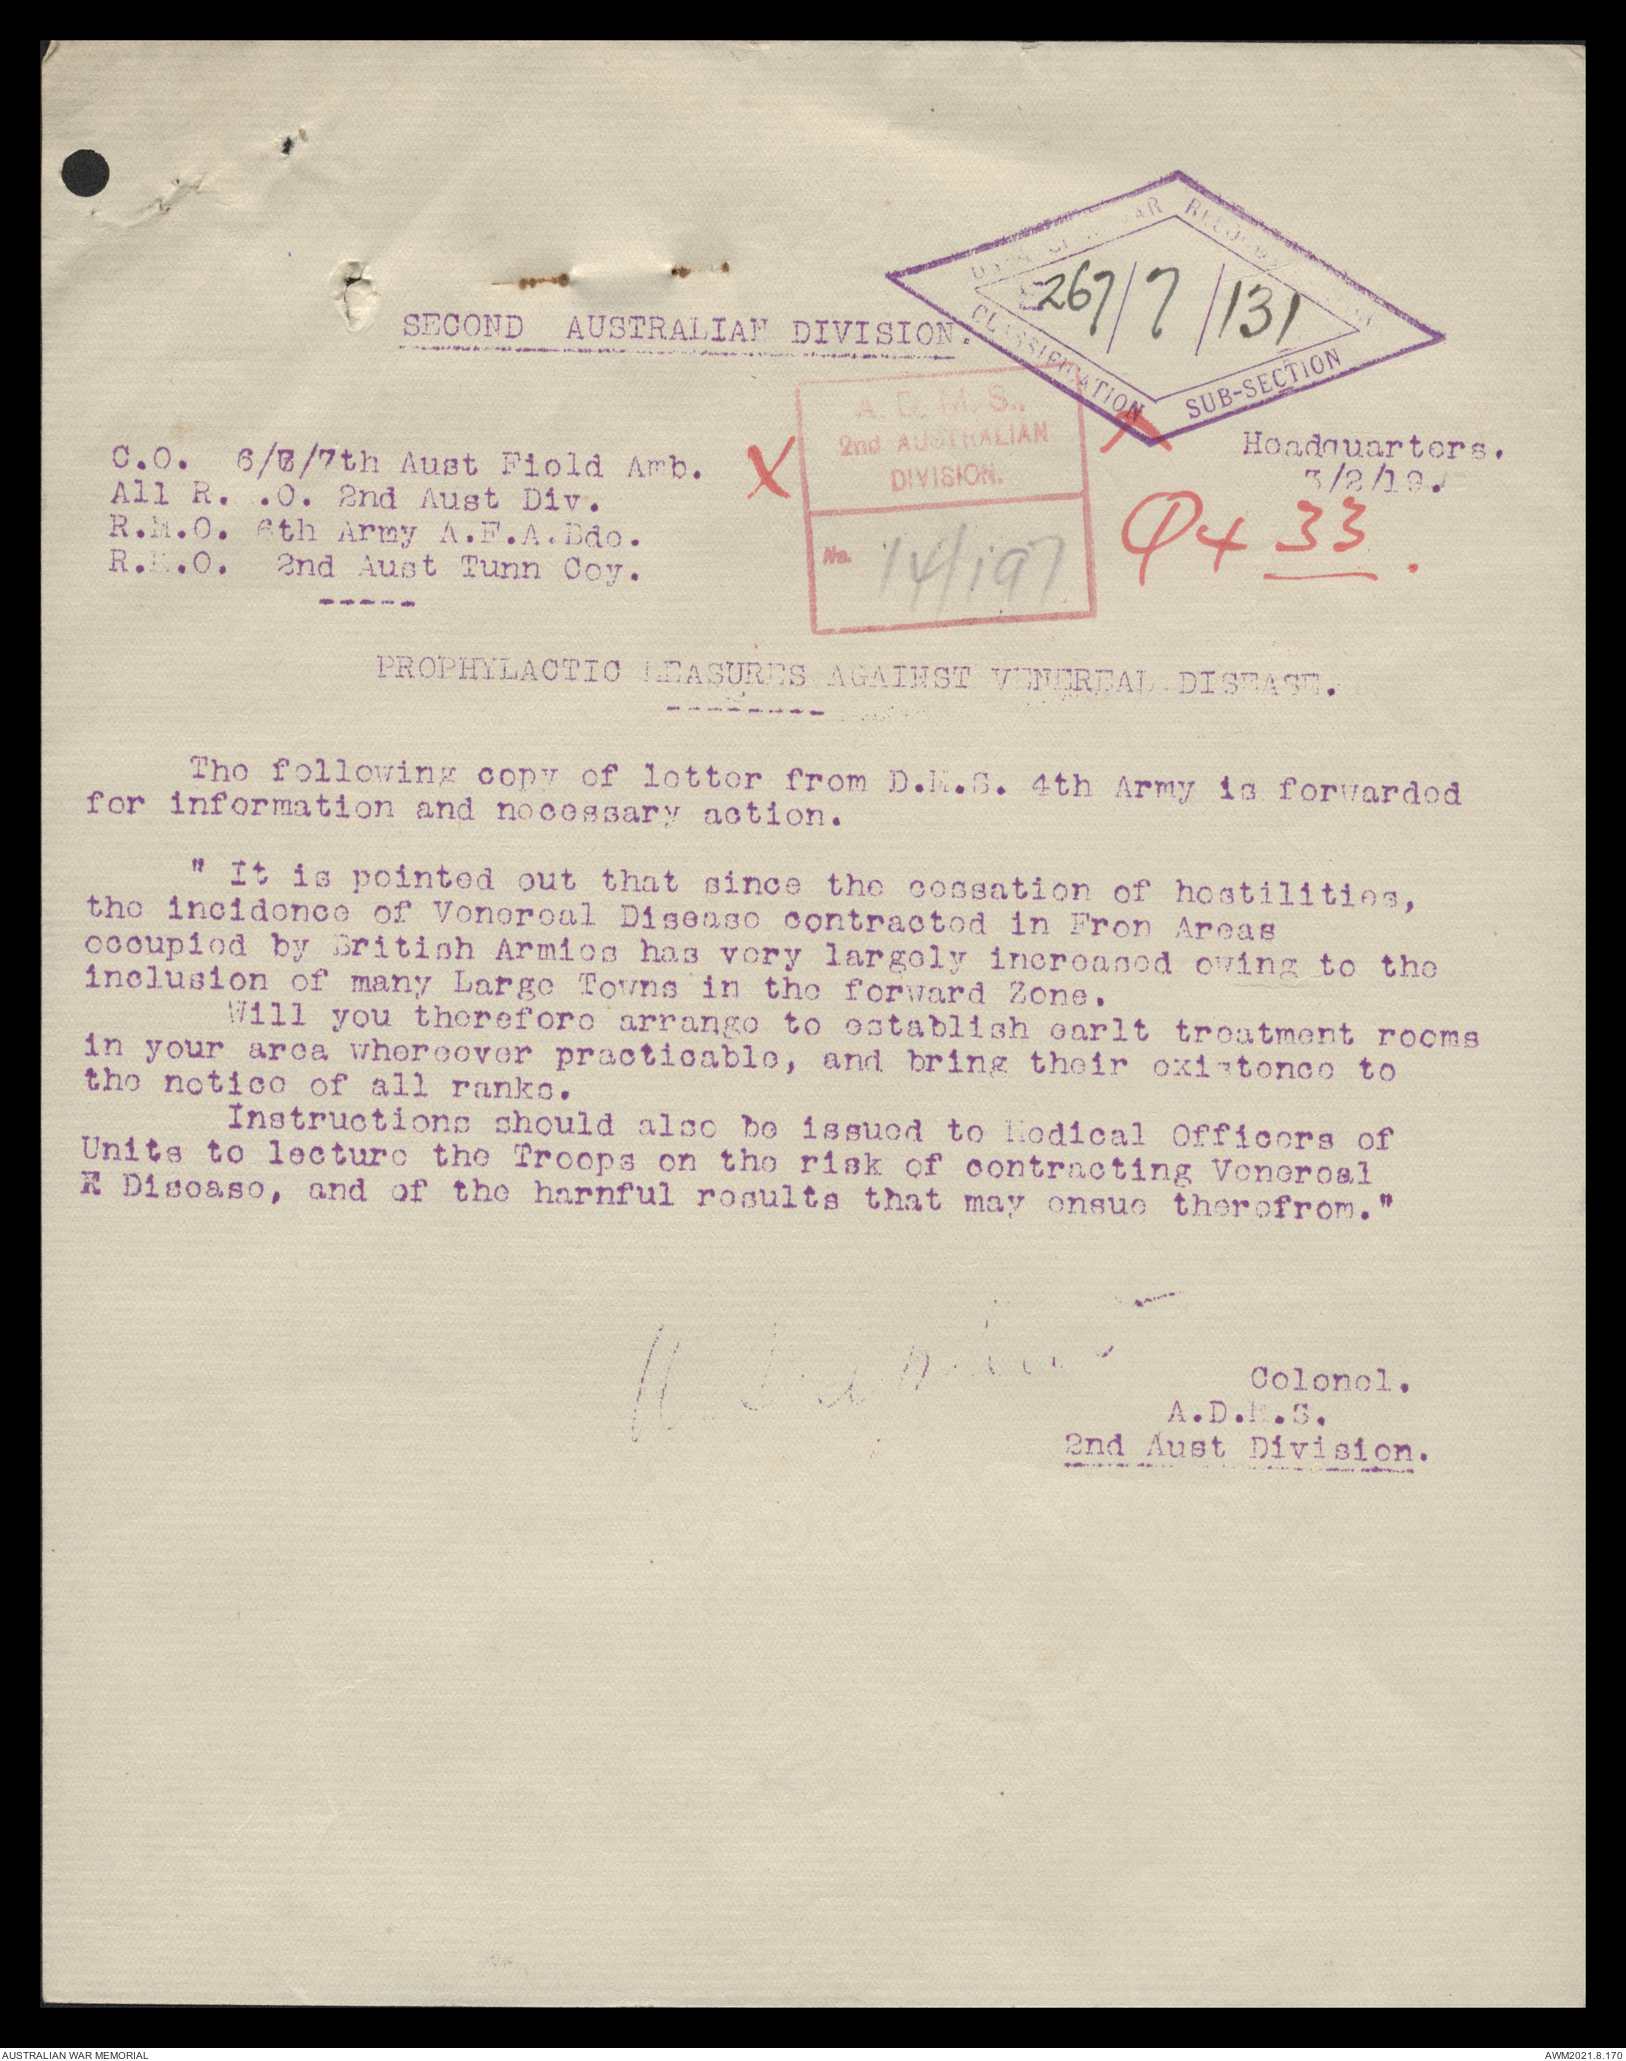 SECOND AUSTRALIAN DIVISION.
WAR RECORDS
CLASSIFICATION SUB-SECTION
267/7/131
A. D. M. S.,
2nd AUSTRALIAN
DIVISION.
No. 14/197
X
Headquarters.
3/2/19.
33.
C.O. 6/6/7th Aust Field Amb.
All R. .O. 2nd Aust Div.
R.M.O. 6th Army A.F.A.Bde.
R.M.O. 2nd Aust Tunn Coy.
PROPHYLACTIC MEASURES AGAINST VENEREAL DISEASE.
The following copy of letter from D.M.S. 4th Army is forwarded
for information and necessary action.
" It is pointed out that since the cessation of hostilities,
the incidence of Venereal Disease contracted in Fron Areas
occupied by British Armies has very largely increased owing to the
inclusion of many Large Towns in the forward Zone.
Will you therefore arrange to establish earlt treatment rooms
in your area whereever practicable, and bring their existence to
the notice of all ranks.
Instructions should also be issued to Medical Officers of
Units to lecture the Troops on the risk of contracting Venereal
Disease, and of the harnful results that may ensue therefrom."
Colonel.
A.D.M.S.
2nd Aust Division.
AUSTRALIAN WAR MEMORIAL
AWM2021.8.170